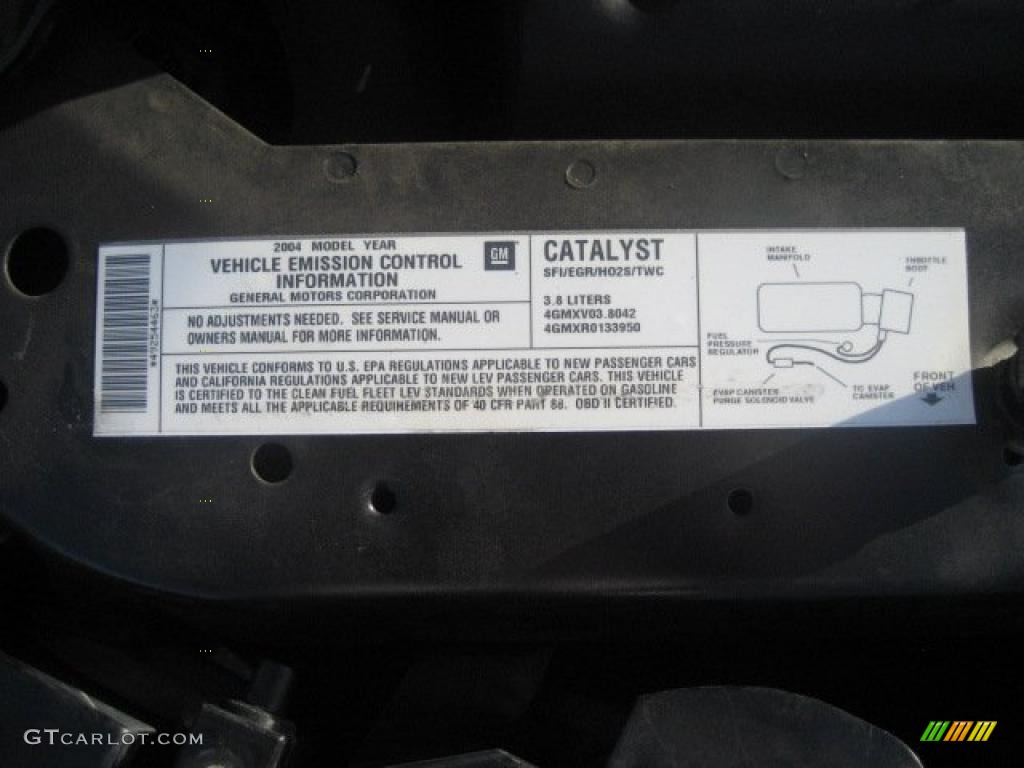 *49254463*
2004 MODEL YEAR
VEHICLE EMISSION CONTROL
INFORMATION
GENERAL MOTORS CORPORATION
GM
NO ADJUSTMENTS NEEDED. SEE SERVICE MANUAL OR
OWNERS MANUAL FOR MORE INFORMATION.
CATALYST
SFI/EGR/HO2S/TWC
3.8 LITERS
4GMXV03.8042
4GMXR0133950
THIS VEHICLE CONFORMS TO U.S. EPA REGULATIONS APPLICABLE TO NEW PASSENGER CARS
AND CALIFORNIA REGULATIONS APPLICABLE TO NEW LEV PASSENGER CARS. THIS VEHICLE
IS CERTIFIED TO THE CLEAN FUEL FLEET LEV STANDARDS WHEN OPERATED ON GASOLINE
AND MEETS ALL THE APPLICABLE REQUIREMENTS OF 40 CFR PART 88. OBD II CERTIFIED.
INTAKE
MANIFOLD
THROTTLE
BODY
FUEL
PRESSURE
REGULATOR
EVAP CANISTER
PURGE SOLENOID VALVE
TO EVAP
CANISTER
FRONT
OF VEH
GTCARLOT.COM